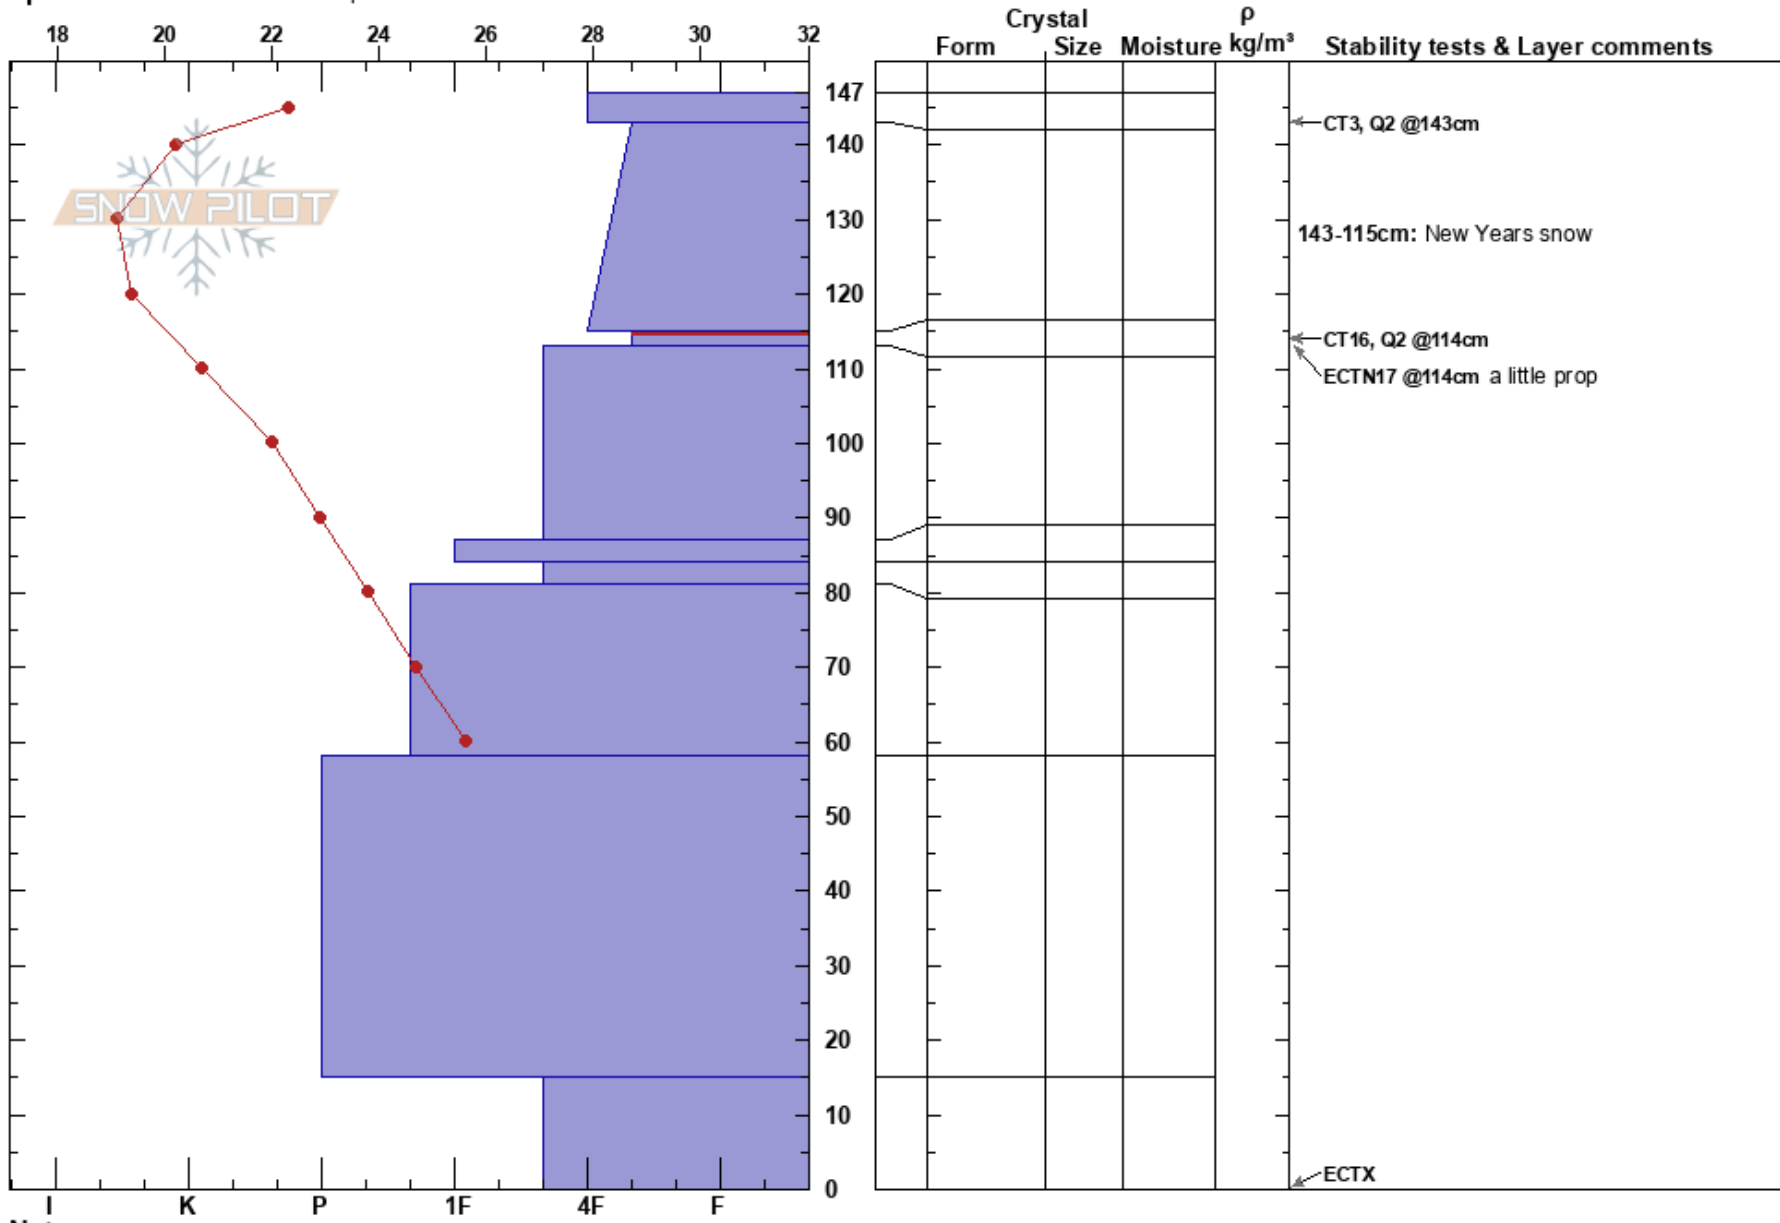 Crystal ρ
18 20 22 24 26 28 30 32 Form Size Moisture kg/m³ Stability tests & Layer comments
147
CT3, Q2 @143cm
140
SNOW PILOT
130
143-115cm: New Years snow
120
CT16, Q2 @114cm
110
ECTN17 @114cm a little prop
100
90
80
70
60
50
40
30
20
10
ECTX
0
I K P 1F 4F F